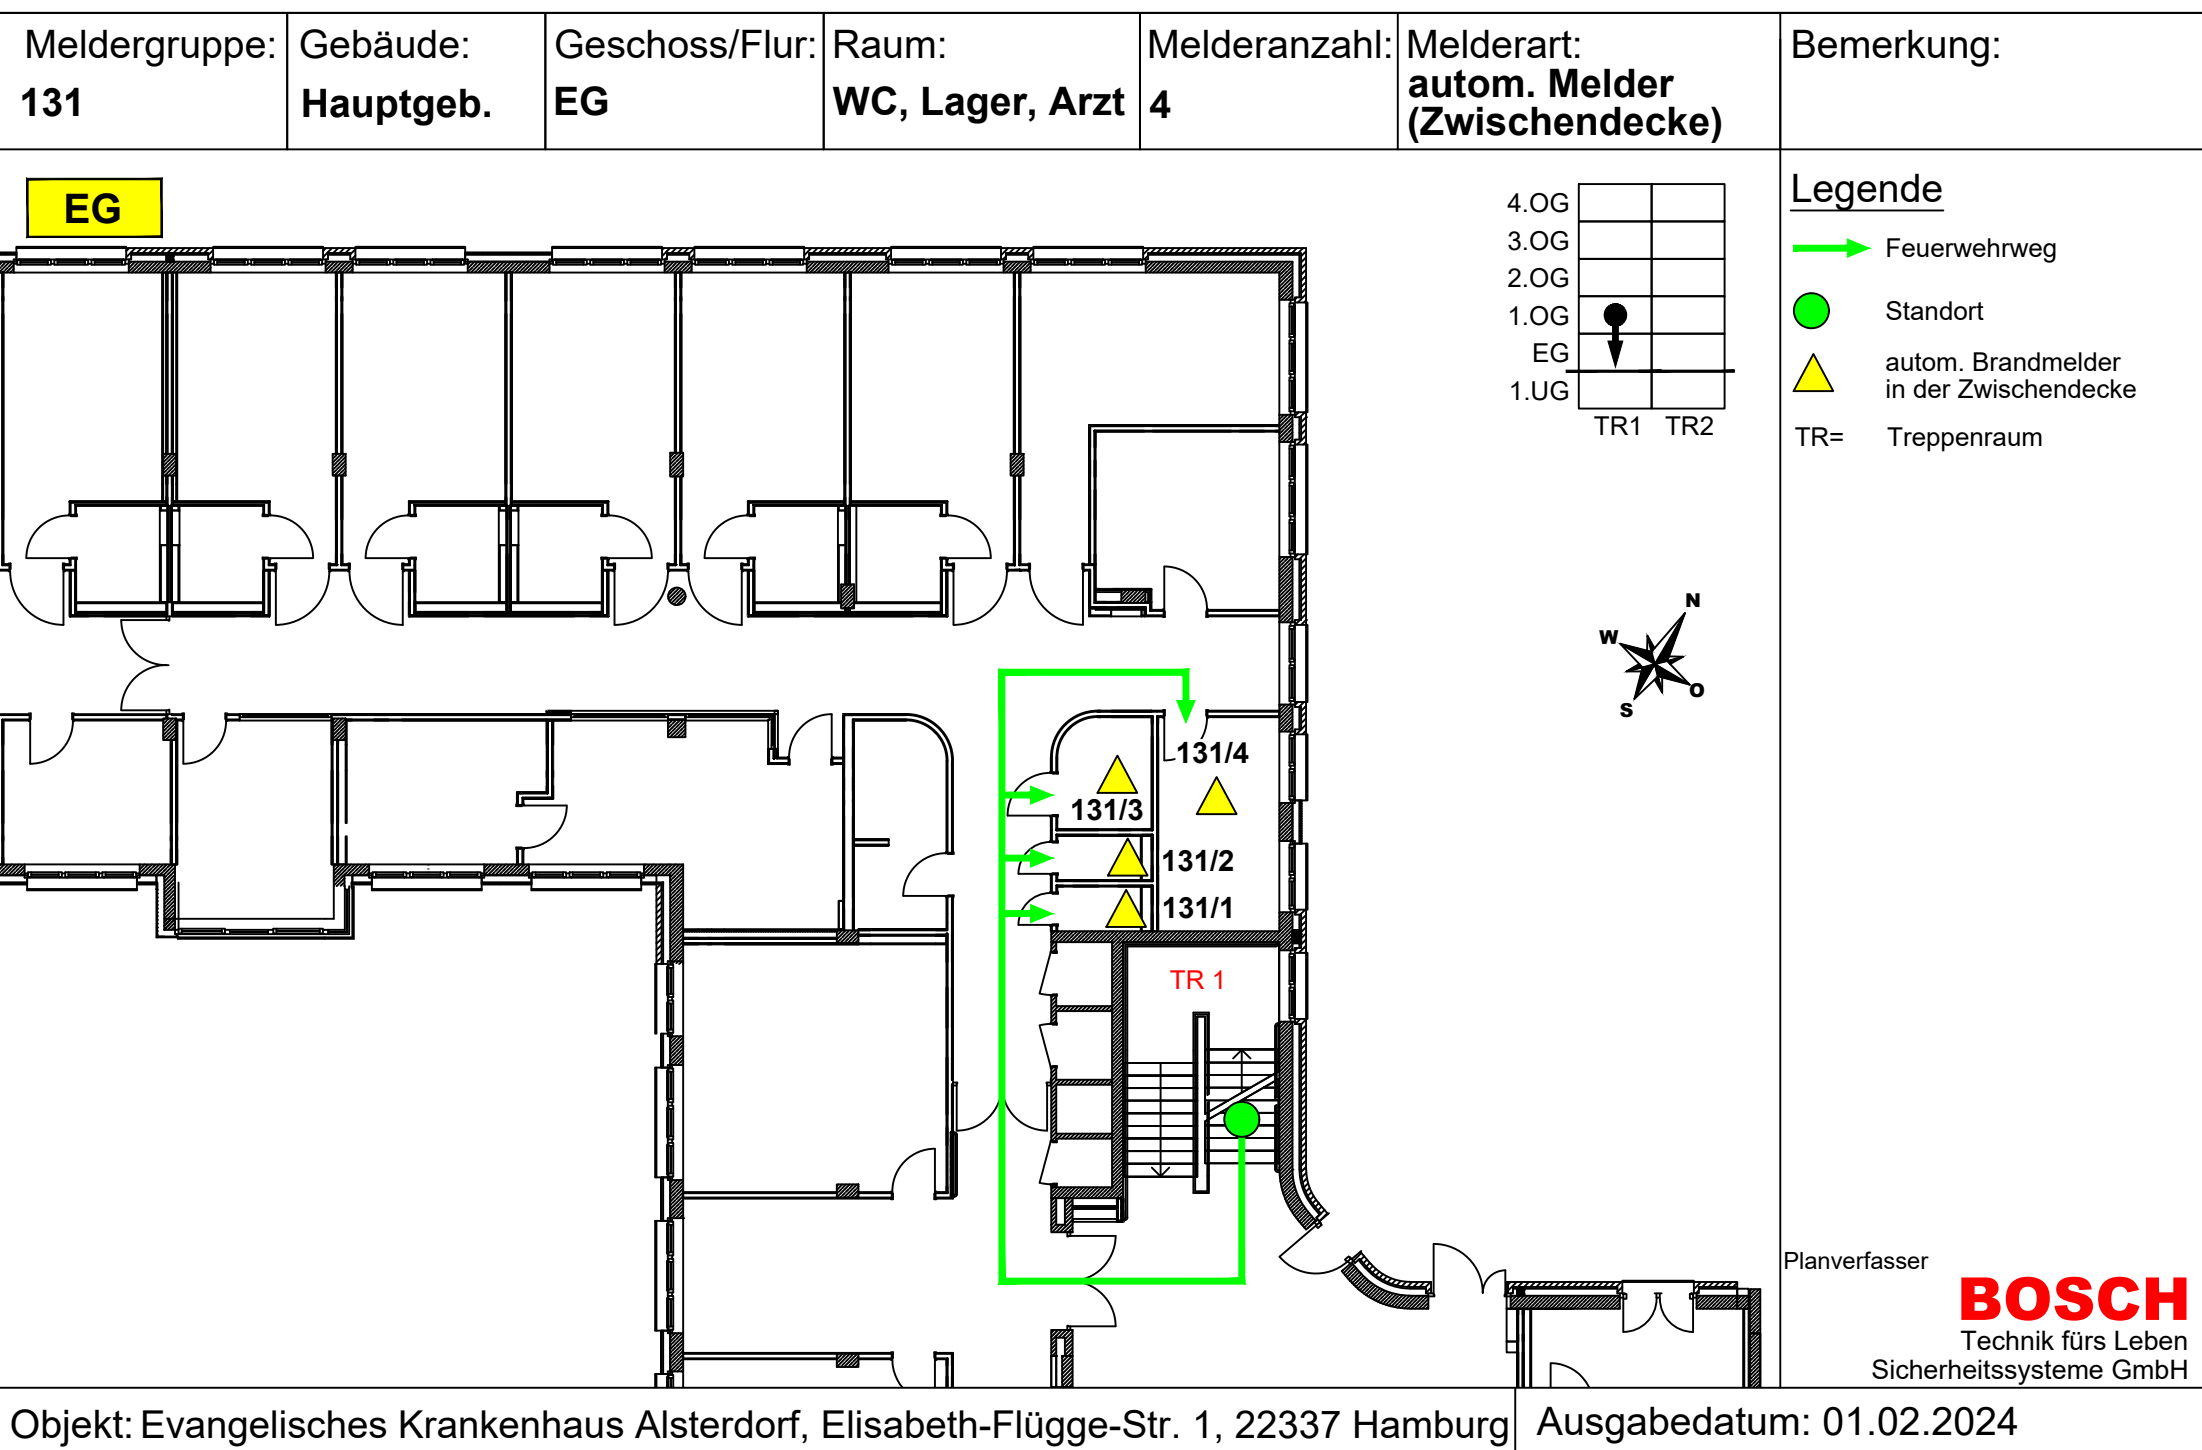 Meldergruppe:
131
Gebäude:
Hauptgeb.
Geschoss/Flur:
EG
Raum:
WC, Lager, Arzt
Melderanzahl:
4
Melderart:
autom. Melder
(Zwischendecke)
Bemerkung:
EG
4.OG
3.OG
2.OG
1.OG
EG
1.UG
TR1 TR2
Legende
Feuerwehrweg
Standort
autom. Brandmelder
in der Zwischendecke
TR= Treppenraum
N
W
O
S
131/4
131/3
131/2
131/1
TR 1
Planverfasser
BOSCH
Technik fürs Leben
Sicherheitssysteme GmbH
Objekt: Evangelisches Krankenhaus Alsterdorf, Elisabeth-Flügge-Str. 1, 22337 Hamburg
Ausgabedatum: 01.02.2024